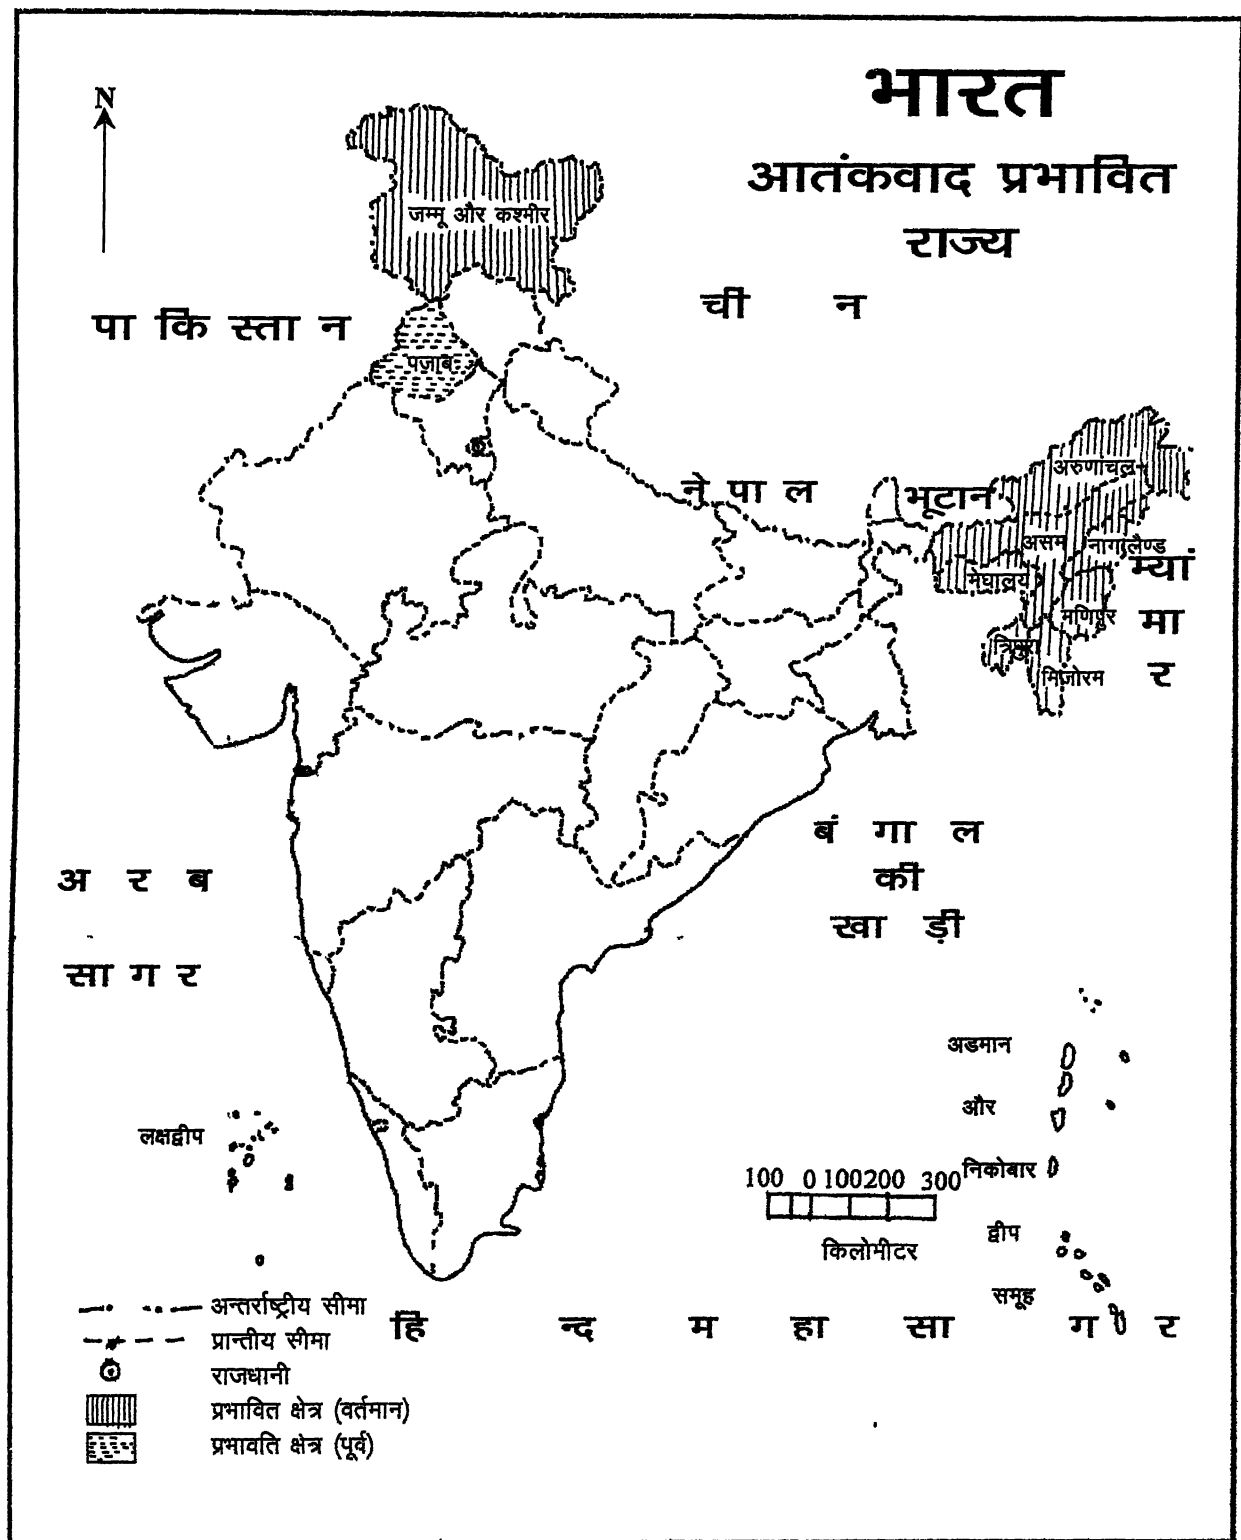 भारत
आतंकवाद प्रभावित
राज्य
N
जम्मू और कश्मीर
ची न
पा कि स्ता न
पजाब
अरुणाचल
ने पा ल
भूटान
असम
नागालैण्ड
म्यां
मा
र
मेघालय
मणिपुर
त्रिपुरा
मिजोरम
बं गा ल
की
खा ड़ी
अ र ब
सा ग र
अडमान
और
निकोबार
द्वीप
समूह
लक्षद्वीप
100 0 100 200 300
किलोमीटर
अन्तर्राष्ट्रीय सीमा
प्रान्तीय सीमा
राजधानी
प्रभावित क्षेत्र (वर्तमान)
प्रभावति क्षेत्र (पूर्व)
हि न्द म हा सा ग र